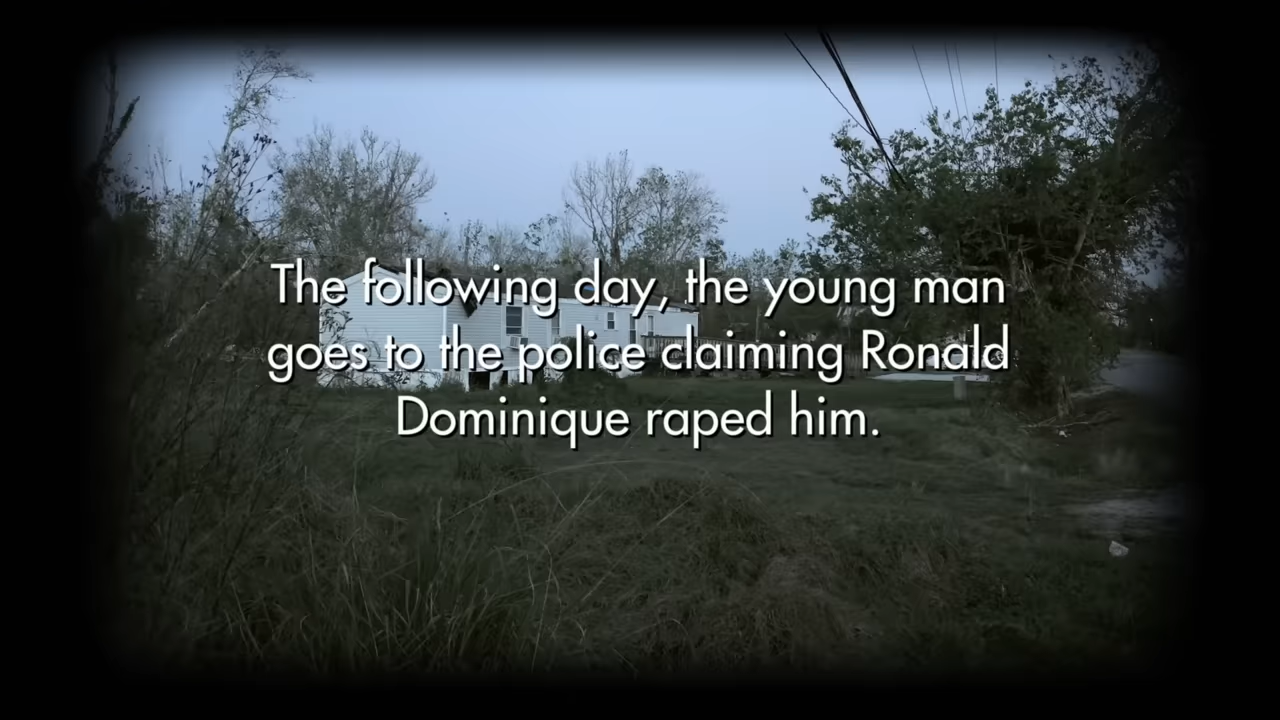 The following day, the young man
goes to the police claiming Ronald
Dominique raped him.